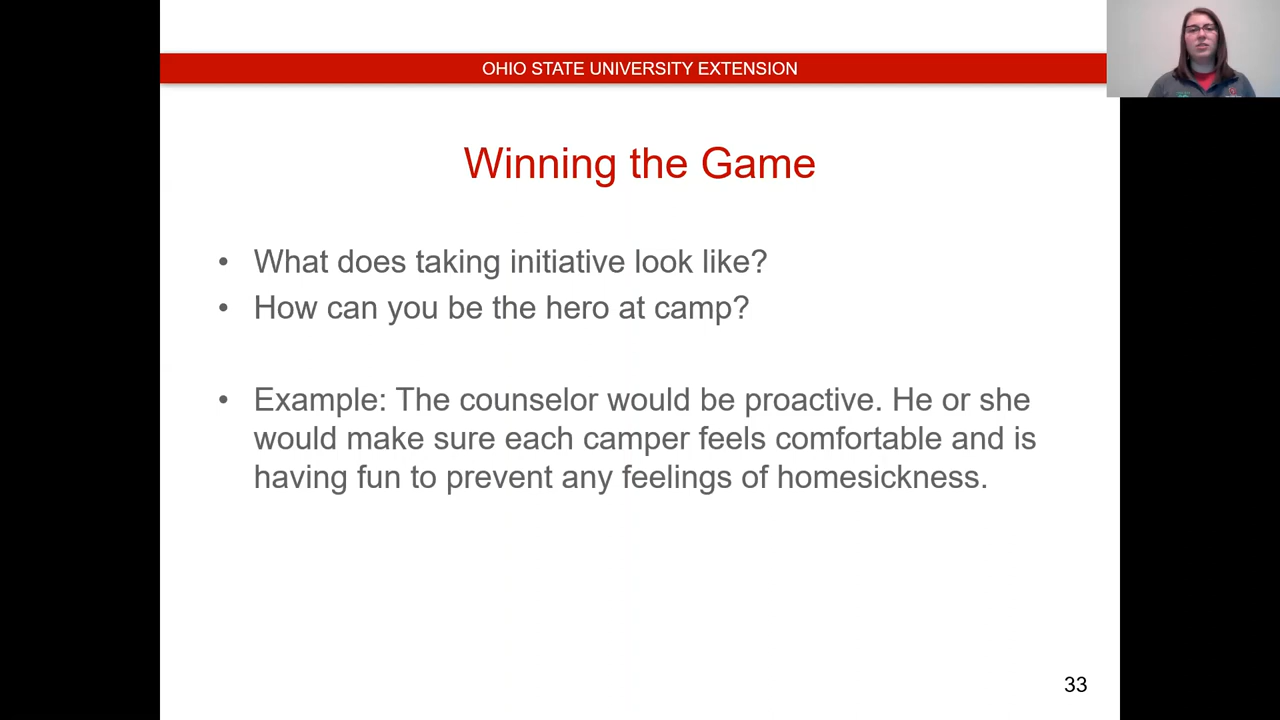 OHIO STATE UNIVERSITY EXTENSION
Winning the Game
• What does taking initiative look like?
• How can you be the hero at camp?
• Example: The counselor would be proactive. He or she
would make sure each camper feels comfortable and is
having fun to prevent any feelings of homesickness.
33